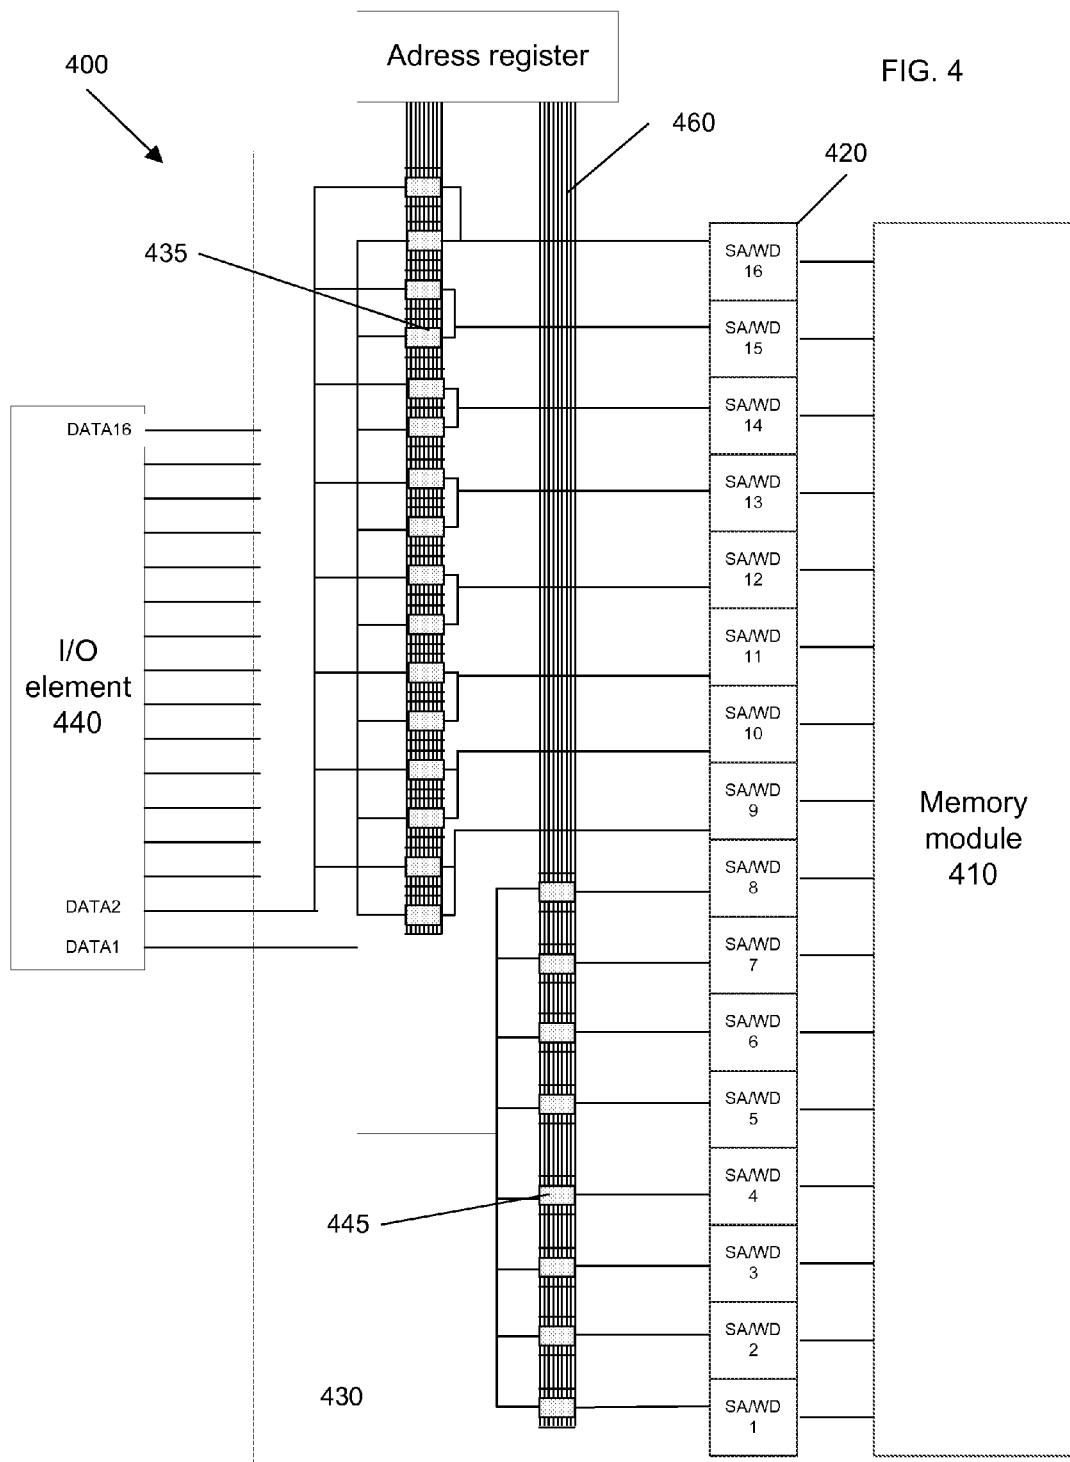 Adress register
400
FIG. 4
460
420
435
SA/WD
16
SA/WD
15
SA/WD
14
SA/WD
13
SA/WD
12
SA/WD
11
SA/WD
10
SA/WD
9
SA/WD
8
SA/WD
7
SA/WD
6
SA/WD
5
SA/WD
4
SA/WD
3
SA/WD
2
SA/WD
1
DATA16
I/O
element
440
DATA2
DATA1
Memory
module
410
445
430